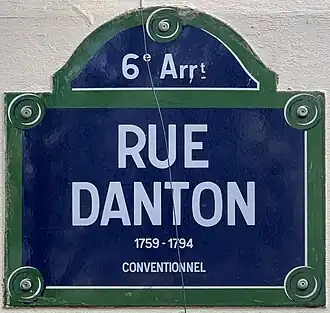 6e Arrt
RUE
DANTON
1759-1794
CONVENTIONNEL